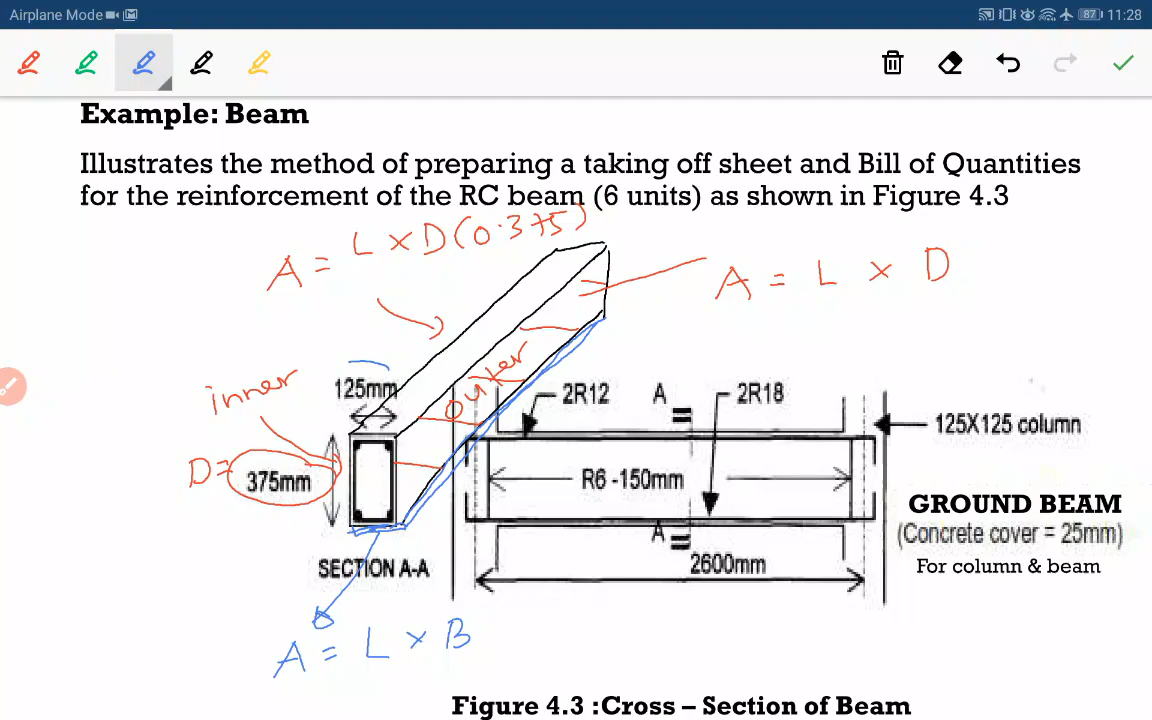 Airplane Mode
87 11:28
Example: Beam
Illustrates the method of preparing a taking off sheet and Bill of Quantities
for the reinforcement of the RC beam (6 units) as shown in Figure 4.3
A = L × D (0.375)
A = L × D
inner
outer
125mm
2R12 A 2R18
125X125 column
D= 375mm
R6 -150mm
GROUND BEAM
(Concrete cover = 25mm)
For column & beam
A
SECTION A-A
2600mm
A = L × B
Figure 4.3 :Cross – Section of Beam